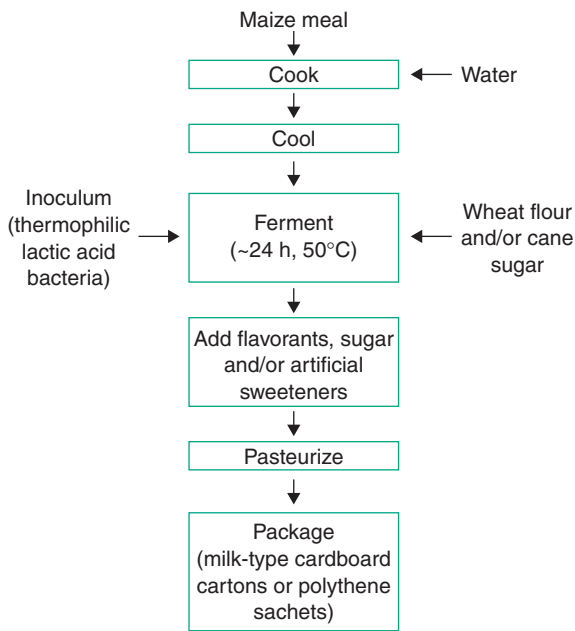 Maize meal
Cook
Water
Cool
Inoculum
(thermophilic
lactic acid
bacteria)
Ferment
(~24 h, 50°C)
Wheat flour
and/or cane
sugar
Add flavorants, sugar
and/or artificial
sweeteners
Pasteurize
Package
(milk-type cardboard
cartons or polythene
sachets)